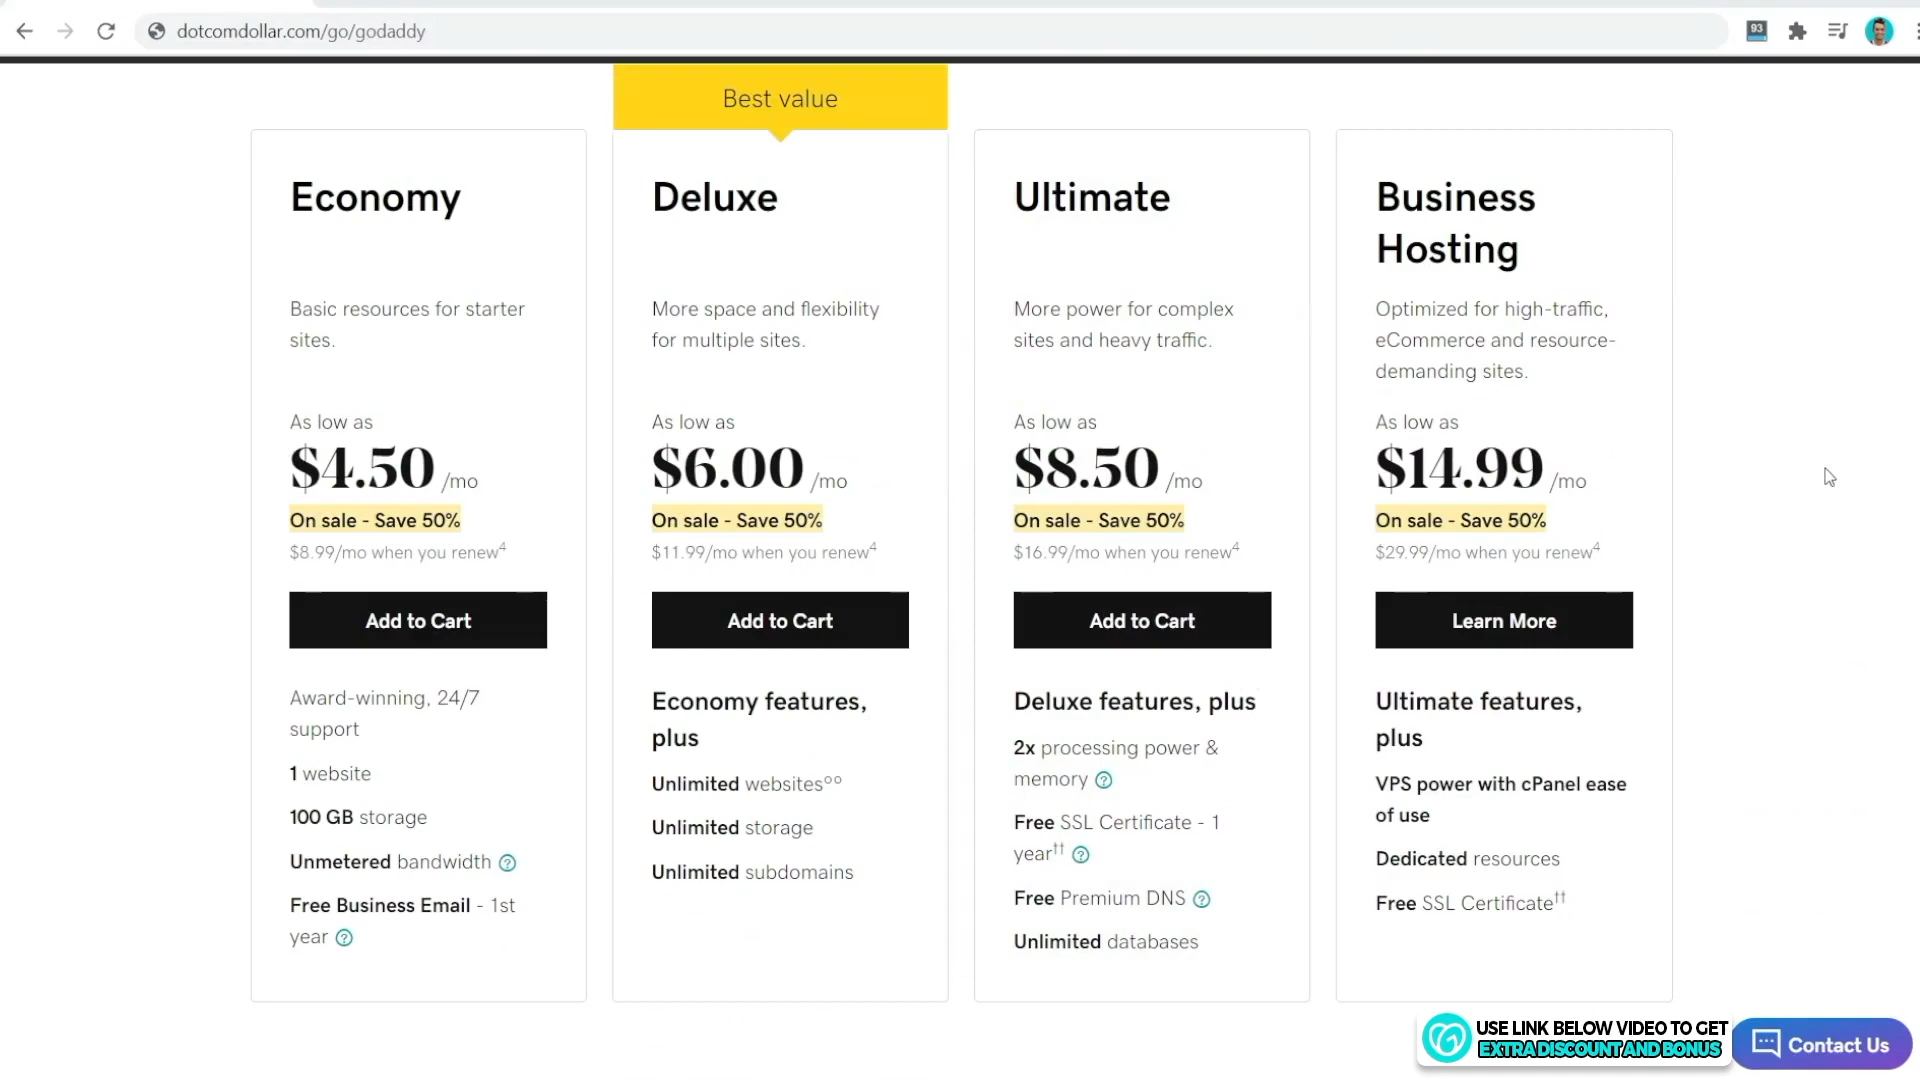 dotcomdollar.com/go/godaddy
93
Best value
Economy
Basic resources for starter
sites.
As low as
$4.50 /mo
On sale - Save 50%
$8.99/mo when you renew4
Add to Cart
Award-winning, 24/7
support
1 website
100 GB storage
Unmetered bandwidth ?
Free Business Email - 1st
year ?
Deluxe
More space and flexibility
for multiple sites.
As low as
$6.00 /mo
On sale - Save 50%
$11.99/mo when you renew4
Add to Cart
Economy features,
plus
Unlimited websites°°
Unlimited storage
Unlimited subdomains
Ultimate
More power for complex
sites and heavy traffic.
As low as
$8.50 /mo
On sale - Save 50%
$16.99/mo when you renew4
Add to Cart
Deluxe features, plus
2x processing power &
memory ?
Free SSL Certificate - 1
year†† ?
Free Premium DNS ?
Unlimited databases
Business
Hosting
Optimized for high-traffic,
eCommerce and resource-
demanding sites.
As low as
$14.99 /mo
On sale - Save 50%
$29.99/mo when you renew4
Learn More
Ultimate features,
plus
VPS power with cPanel ease
of use
Dedicated resources
Free SSL Certificate††
USE LINK BELOW VIDEO TO GET
EXTRA DISCOUNT AND BONUS
Contact Us